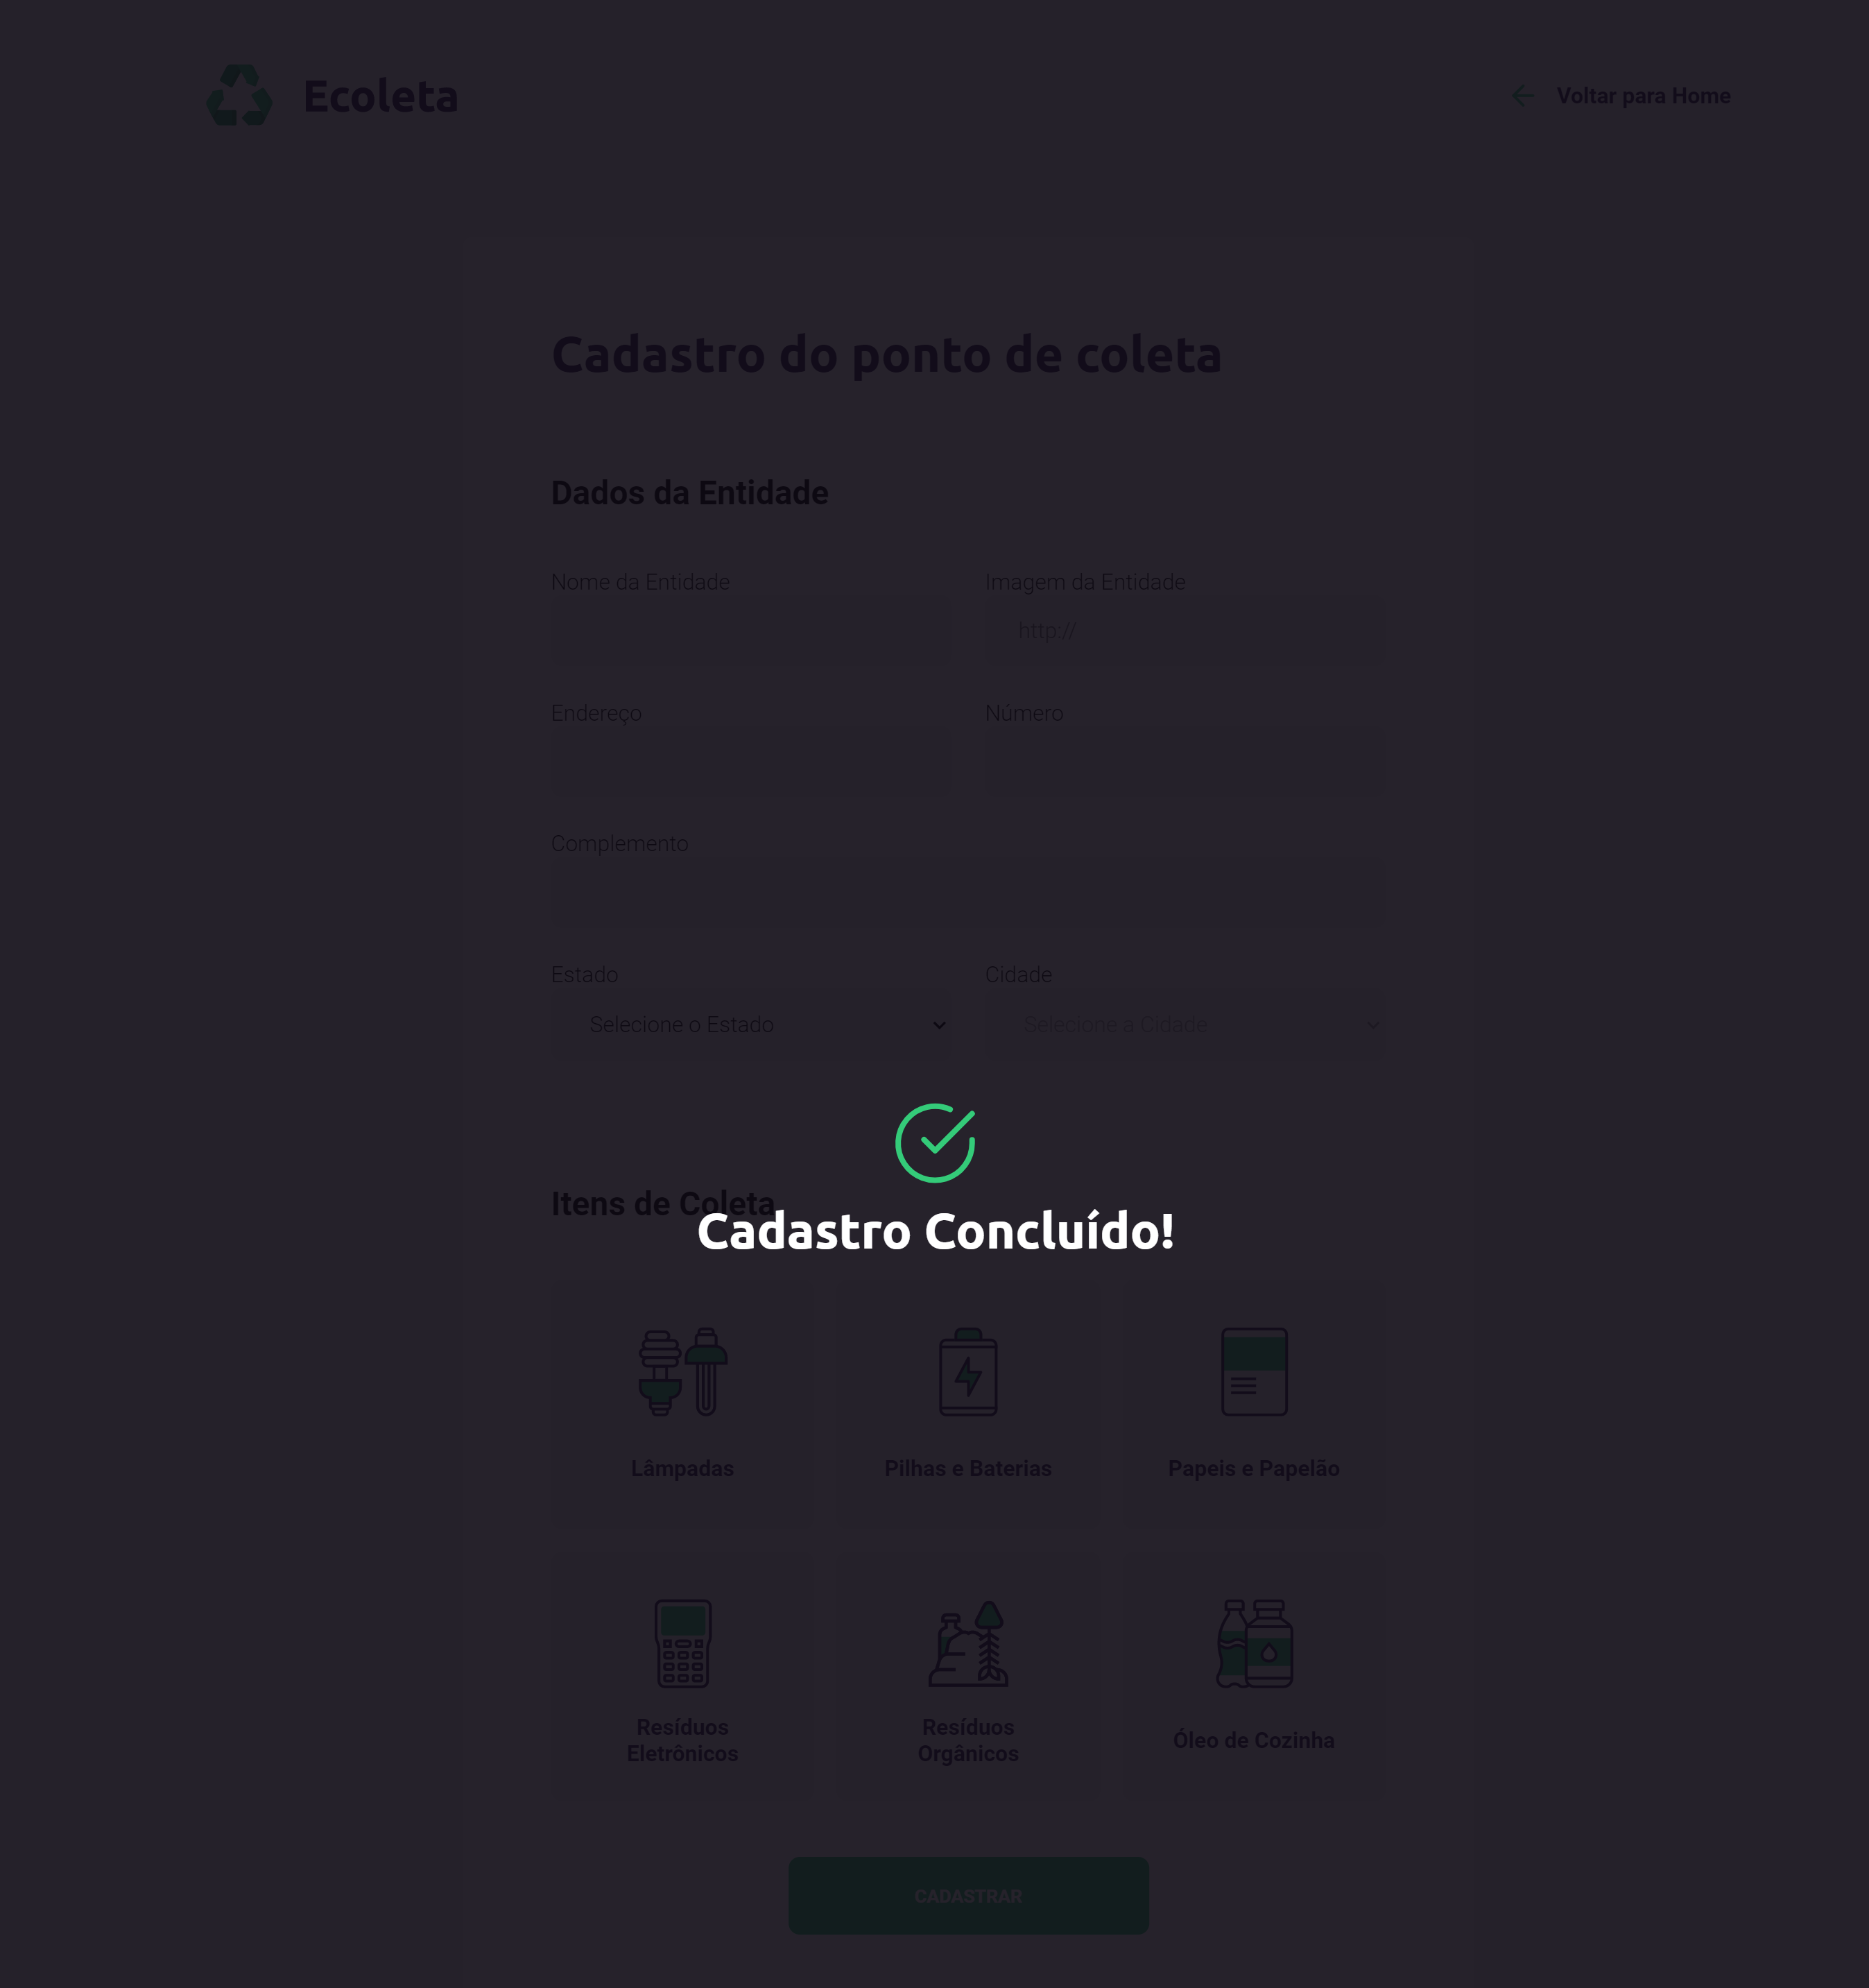 Ecoleta
Voltar para Home
Cadastro do ponto de coleta
Dados da Entidade
Nome da Entidade
Imagem da Entidade
http://
Endereço
Número
Complemento
Estado
Cidade
Selecione o Estado
Selecione a Cidade
Itens de Coleta
Cadastro Concluído!
Lâmpadas
Pilhas e Baterias
Papeis e Papelão
Resíduos
Eletrônicos
Resíduos
Orgânicos
Óleo de Cozinha
CADASTRAR